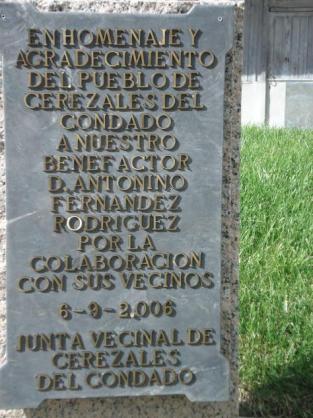 EN HOMENAJE Y
AGRADECIMIENTO
DEL PUEBLO DE
CEREZALES DEL
CONDADO
A NUESTRO
BENEFACTOR
D. ANTONINO
FERNANDEZ
RODRIGUEZ
POR LA
COLABORACION
CON SUS VECINOS
6-9-2.006
JUNTA VECINAL DE
CEREZALES
DEL CONDADO